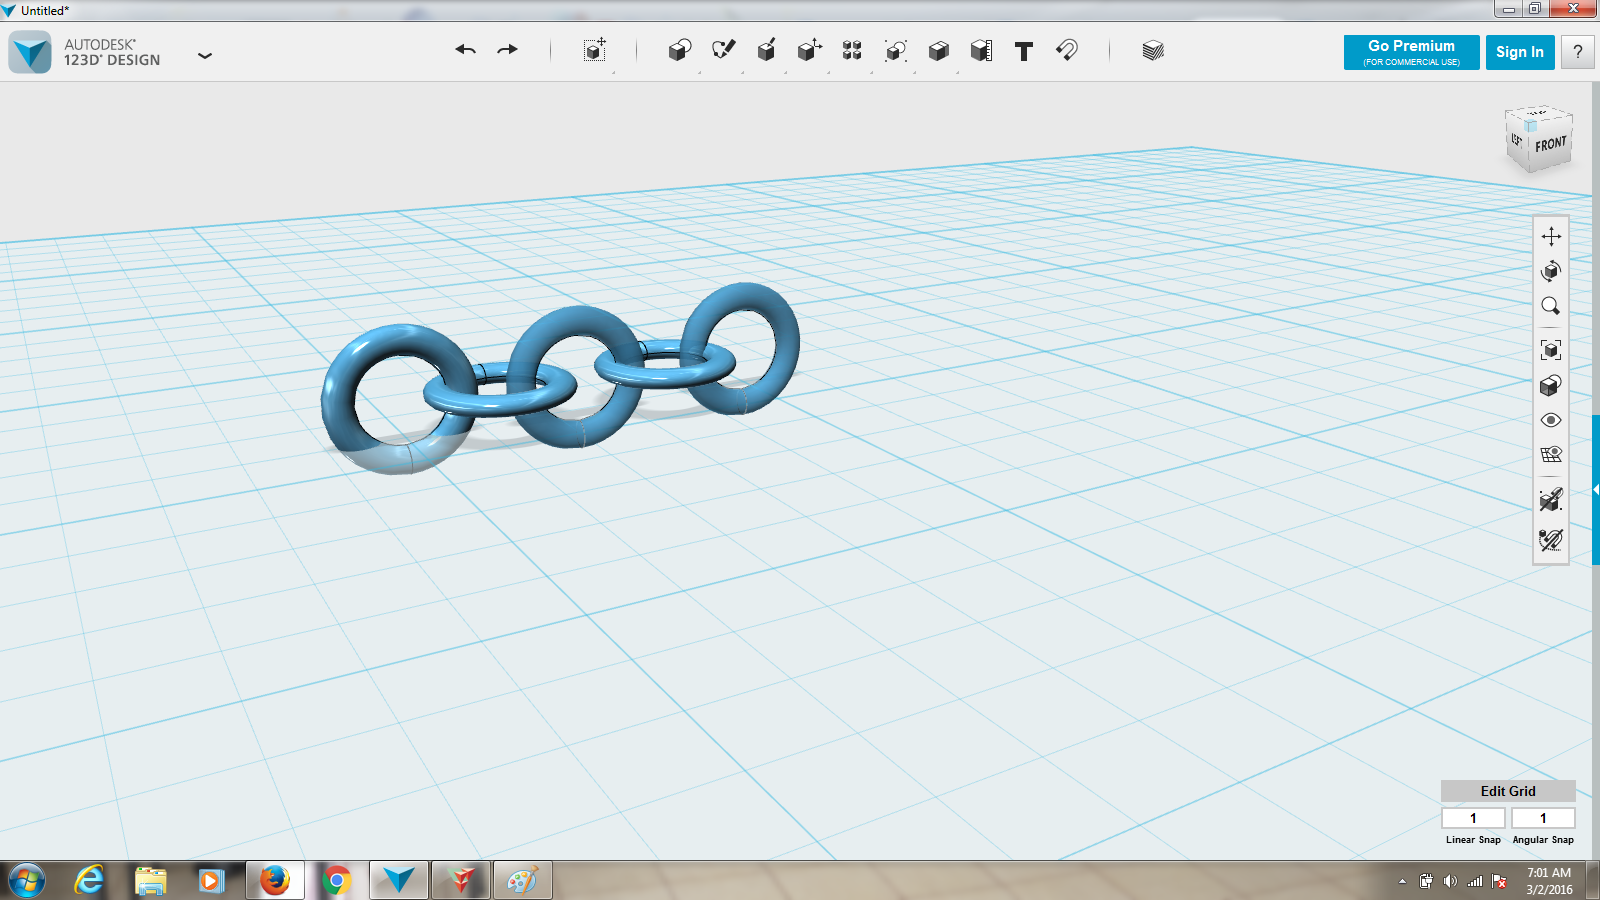 Untitled*
AUTODESK®
123D® DESIGN
T
Go Premium
(FOR COMMERCIAL USE)
Sign In
?
FRONT
Edit Grid
1
1
Linear Snap
Angular Snap
7:01 AM
3/2/2016